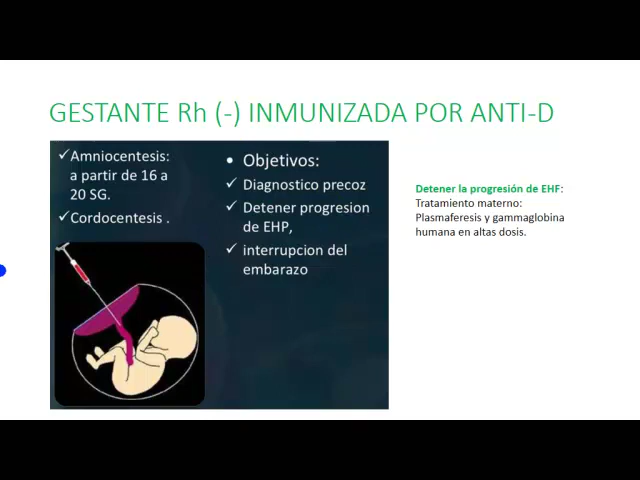 GESTANTE Rh (-) INMUNIZADA POR ANTI-D
✓Amniocentesis:
a partir de 16 a
20 SG.
✓Cordocentesis .
• Objetivos:
✓ Diagnostico precoz
✓ Detener progresion
de EHP,
✓ interrupcion del
embarazo
Detener la progresión de EHF:
Tratamiento materno:
Plasmaferesis y gammaglobina
humana en altas dosis.